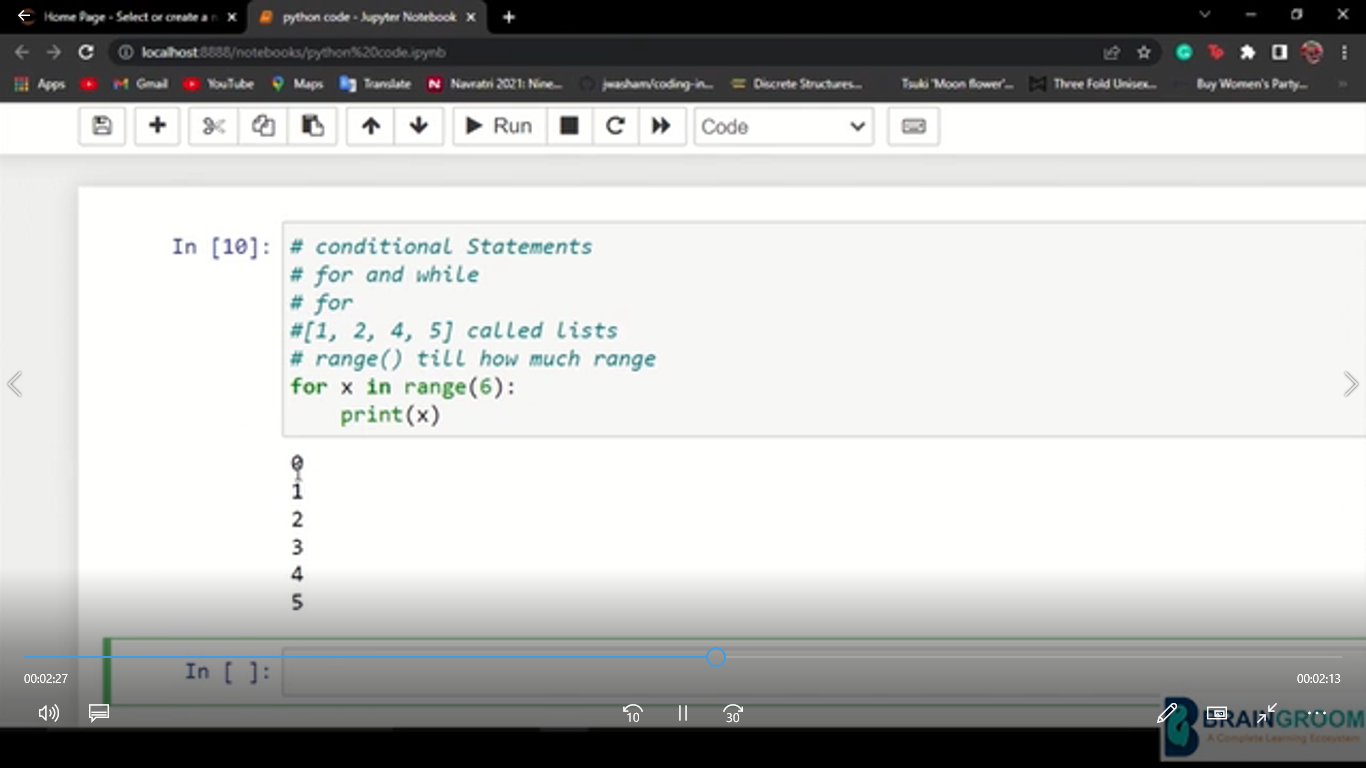 Home Page - Select or create a n
python code - Jupyter Notebook
localhost:8888/notebooks/python%20code.ipynb
Apps
Gmail
YouTube
Maps
Translate
Navratri 2021: Nine...
jwasham/coding-in...
Discrete Structures...
Tsuki 'Moon flower'...
Three Fold Unisex...
Buy Women's Party...
Run
Code
In [10]:
# conditional Statements
# for and while
# for
#[1, 2, 4, 5] called lists
# range() till how much range
for x in range(6):
    print(x)
0
1
2
3
4
5
In [ ]:
00:02:27
00:02:13
10
30
BRAINGROOM
A Complete Learning Ecosystem